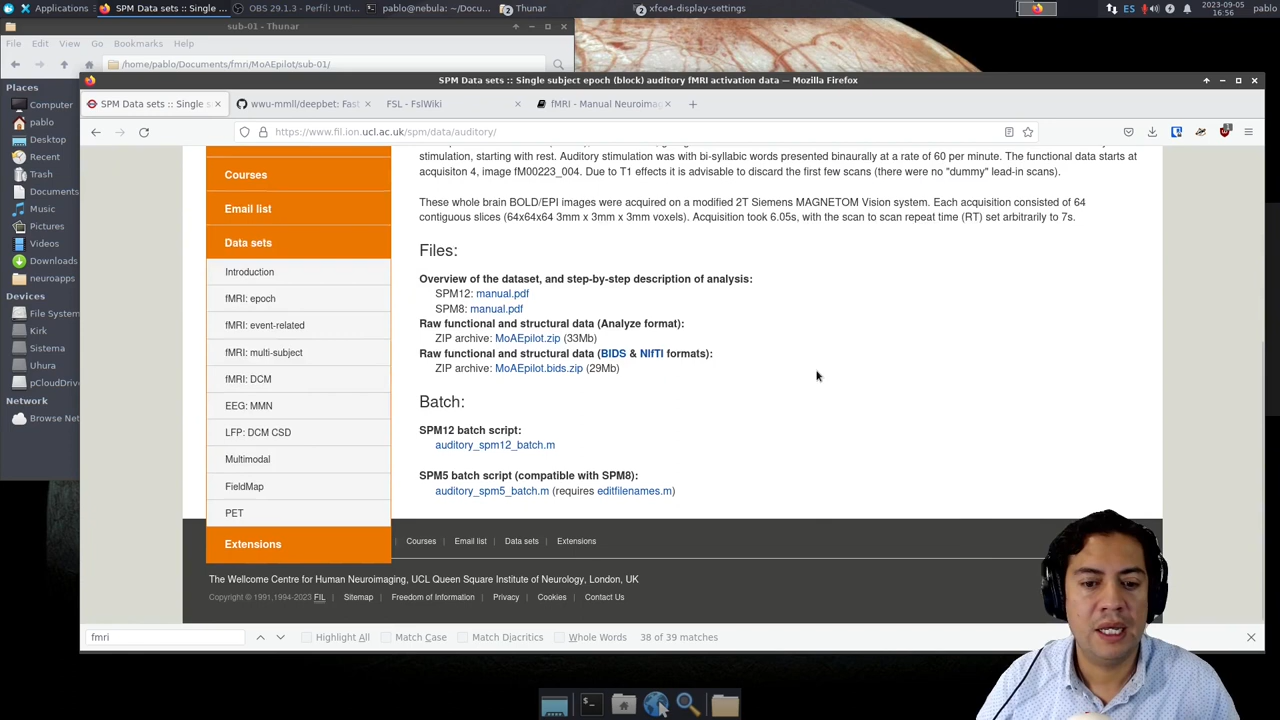 Applications
SPM Data sets :: Single ...
OBS 29.1.3 - Perfil: Unti...
pablo@nebula: ~/Docu...
Thunar
xfce4-display-settings
ES
2023-09-05
16:56
pablo
sub-01 - Thunar
File Edit View Go Bookmarks Help
/home/pablo/Documents/fmri/MoAEpilot/sub-01/
Places
Computer
pablo
Desktop
Recent
Trash
Documents
Music
Pictures
Videos
Downloads
neuroapps
Devices
File System
Kirk
Sistema
Uhura
pCloudDrive
Network
Browse Net
SPM Data sets :: Single subject epoch (block) auditory fMRI activation data — Mozilla Firefox
SPM Data sets :: Single s
wwu-mmll/deepbet: Fast
FSL - FslWiki
fMRI - Manual Neuroimag
https://www.fil.ion.ucl.ac.uk/spm/data/auditory/
stimulation, starting with rest. Auditory stimulation was with bi-syllabic words presented binaurally at a rate of 60 per minute. The functional data starts at
acquisiton 4, image fM00223_004. Due to T1 effects it is advisable to discard the first few scans (there were no "dummy" lead-in scans).
These whole brain BOLD/EPI images were acquired on a modified 2T Siemens MAGNETOM Vision system. Each acquisition consisted of 64
contiguous slices (64x64x64 3mm x 3mm x 3mm voxels). Acquisition took 6.05s, with the scan to scan repeat time (RT) set arbitrarily to 7s.
Courses
Email list
Data sets
Introduction
fMRI: epoch
fMRI: event-related
fMRI: multi-subject
fMRI: DCM
EEG: MMN
LFP: DCM CSD
Multimodal
FieldMap
PET
Extensions
Files:
Overview of the dataset, and step-by-step description of analysis:
SPM12: manual.pdf
SPM8: manual.pdf
Raw functional and structural data (Analyze format):
ZIP archive: MoAEpilot.zip (33Mb)
Raw functional and structural data (BIDS & NIfTI formats):
ZIP archive: MoAEpilot.bids.zip (29Mb)
Batch:
SPM12 batch script:
auditory_spm12_batch.m
SPM5 batch script (compatible with SPM8):
auditory_spm5_batch.m (requires editfilenames.m)
| Courses | Email list | Data sets | Extensions
The Wellcome Centre for Human Neuroimaging, UCL Queen Square Institute of Neurology, London, UK
Copyright © 1991,1994-2023 FIL | Sitemap | Freedom of Information | Privacy | Cookies | Contact Us
fmri
Highlight All Match Case Match Diacritics Whole Words 38 of 39 matches